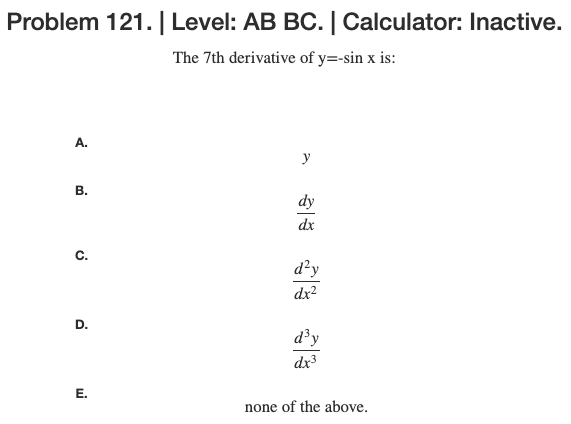 Problem 121. | Level: AB BC. | Calculator: Inactive.
The 7th derivative of y=-sin x is:
A.
y
B.
dy
dx
C.
d²y
dx²
D.
d³y
dx³
E.
none of the above.